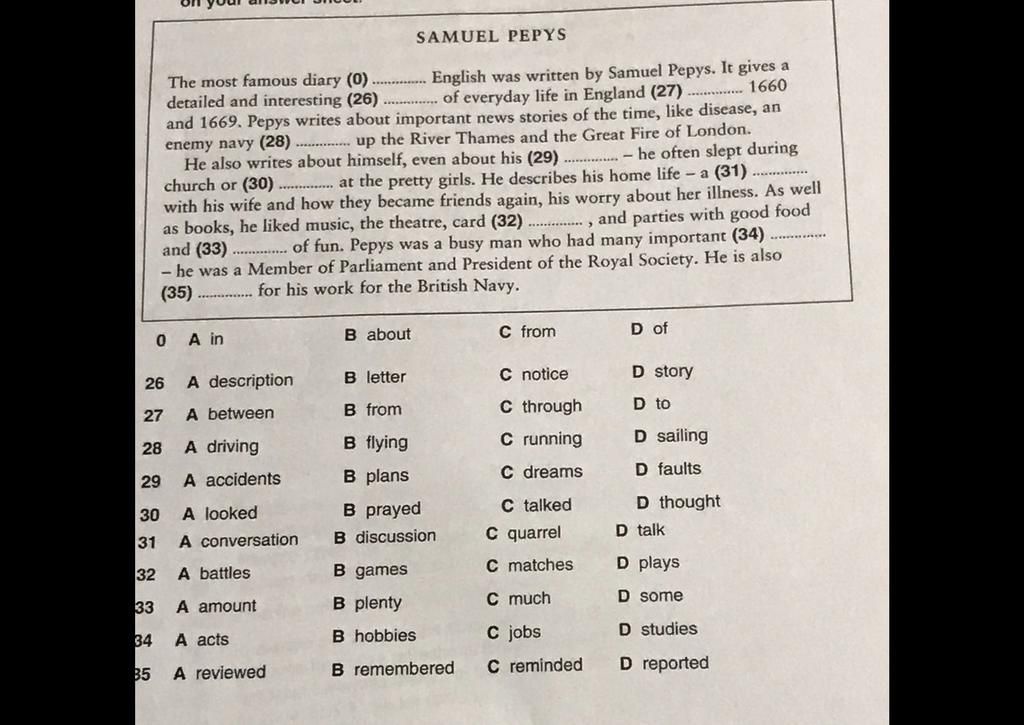 on your answer sheet.
SAMUEL PEPYS
The most famous diary (0) .............. English was written by Samuel Pepys. It gives a
detailed and interesting (26) .............. of everyday life in England (27) .............. 1660
and 1669. Pepys writes about important news stories of the time, like disease, an
enemy navy (28) .............. up the River Thames and the Great Fire of London.
He also writes about himself, even about his (29) .............. – he often slept during
church or (30) .............. at the pretty girls. He describes his home life – a (31) ..............
with his wife and how they became friends again, his worry about her illness. As well
as books, he liked music, the theatre, card (32) .............. , and parties with good food
and (33) .............. of fun. Pepys was a busy man who had many important (34) ..............
– he was a Member of Parliament and President of the Royal Society. He is also
(35) .............. for his work for the British Navy.
0 A in B about C from D of
26 A description B letter C notice D story
27 A between B from C through D to
28 A driving B flying C running D sailing
29 A accidents B plans C dreams D faults
30 A looked B prayed C talked D thought
31 A conversation B discussion C quarrel D talk
32 A battles B games C matches D plays
33 A amount B plenty C much D some
34 A acts B hobbies C jobs D studies
35 A reviewed B remembered C reminded D reported